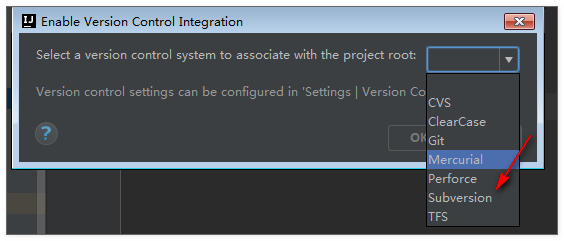 IJ Enable Version Control Integration
Select a version control system to associate with the project root:
Version control settings can be configured in 'Settings | Version Co
CVS
ClearCase
Git
Mercurial
Perforce
Subversion
TFS
?
OK